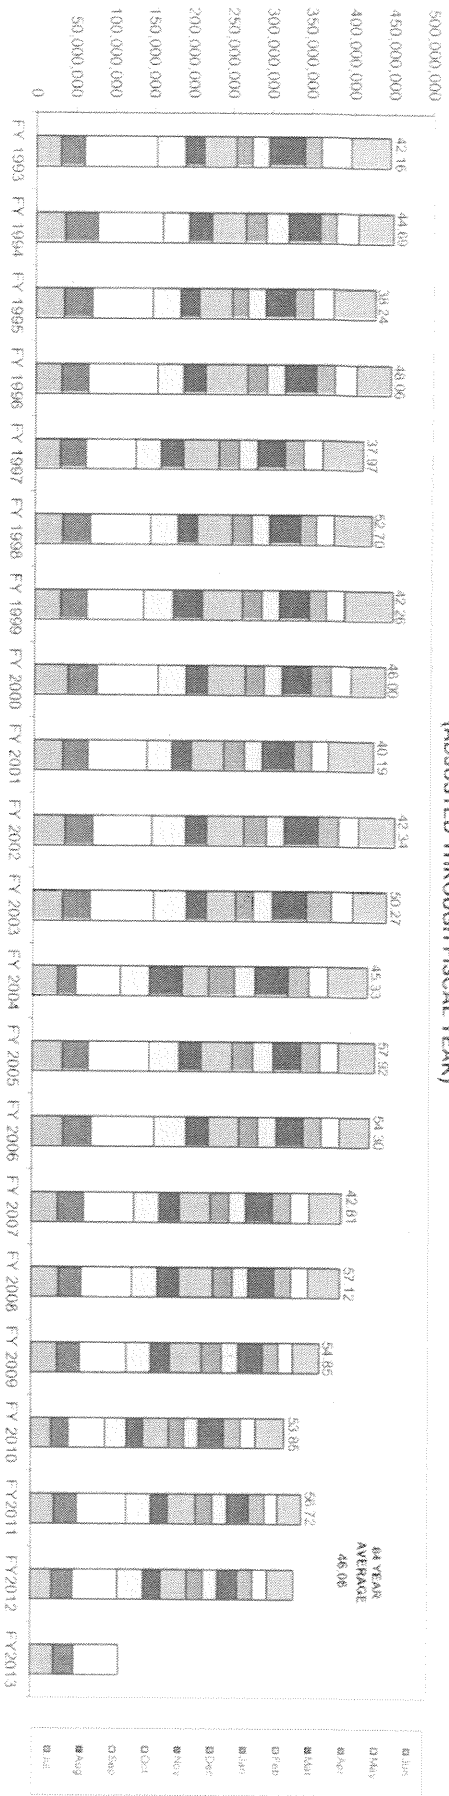 (ADJUSTED THROUGH FISCAL YEAR)
500,000,000
450,000,000
400,000,000
350,000,000
300,000,000
250,000,000
200,000,000
150,000,000
100,000,000
50,000,000
0
42.16
44.69
38.24
48.06
37.97
52.70
42.26
46.00
40.19
42.34
50.27
45.33
57.92
54.30
42.81
57.12
54.85
53.85
56.72
84 YEAR
AVERAGE
46.06
FY 1993
FY 1994
FY 1995
FY 1996
FY 1997
FY 1998
FY 1999
FY 2000
FY 2001
FY 2002
FY 2003
FY 2004
FY 2005
FY 2006
FY 2007
FY 2008
FY 2009
FY 2010
FY2011
FY2012
FY2013
Jun
May
Apr
Mar
Feb
Jan
Dec
Nov
Oct
Sep
Aug
Jul